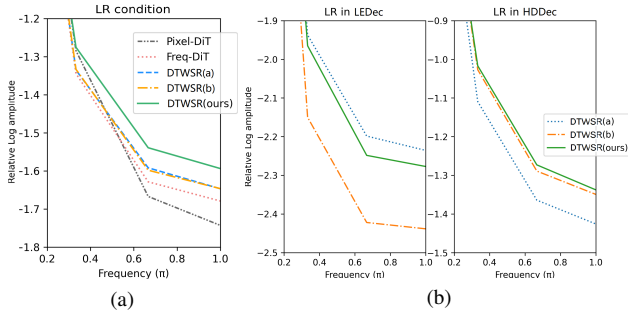 LR condition
Relative Log amplitude
-1.2
-1.3
-1.4
-1.5
-1.6
-1.7
-1.8
Pixel-DiT
Freq-DiT
DTWSR(a)
DTWSR(b)
DTWSR(ours)
0.2 0.4 0.6 0.8 1.0
Frequency (π)
(a)
LR in LEDec
Relative Log amplitude
-1.9
-2.0
-2.1
-2.2
-2.3
-2.4
-2.5
0.2 0.4 0.6 0.8 1.0
Frequency (π)
LR in HDDec
-0.9
-1.0
-1.1
-1.2
-1.3
-1.4
-1.5
DTWSR(a)
DTWSR(b)
DTWSR(ours)
0.2 0.4 0.6 0.8 1.0
Frequency (π)
(b)